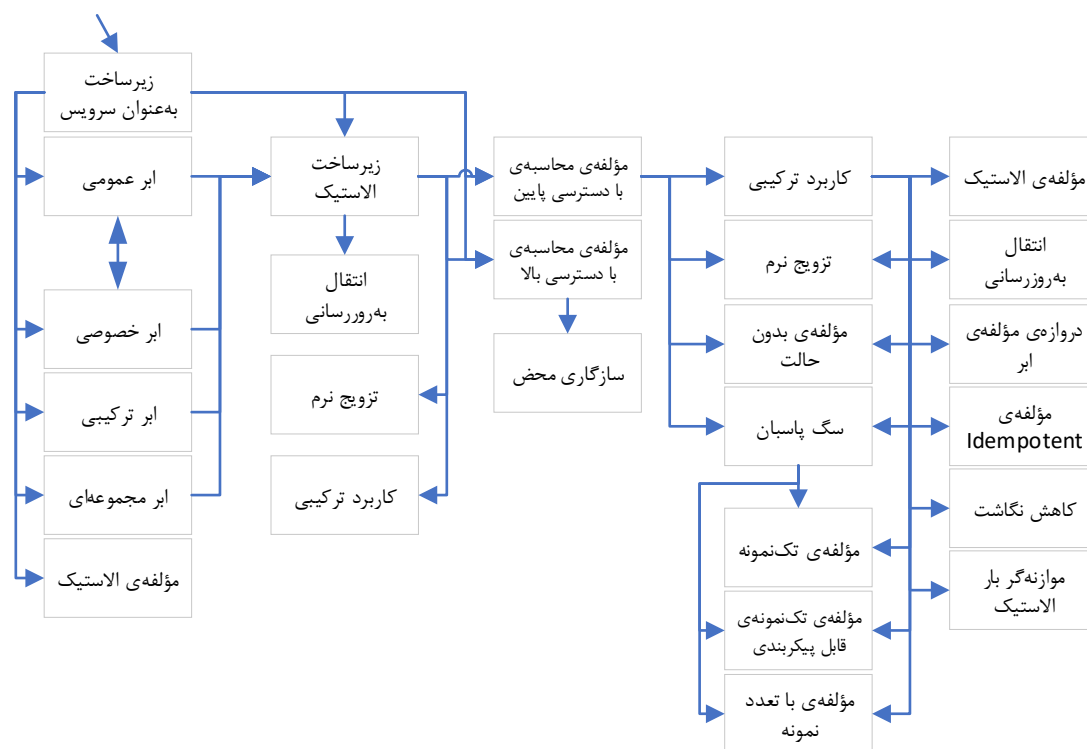 زیرساخت
به‌عنوان سرویس
ابر عمومی
ابر خصوصی
ابر ترکیبی
ابر مجموعه‌ای
مؤلفه‌ی الاستیک
زیرساخت
الاستیک
انتقال
به‌روررسانی
تزویج نرم
کاربرد ترکیبی
مؤلفه‌ی محاسبه‌ی
با دسترسی پایین
مؤلفه‌ی محاسبه‌ی
با دسترسی بالا
سازگاری محض
کاربرد ترکیبی
تزویج نرم
مؤلفه‌ی بدون
حالت
سگ پاسبان
مؤلفه‌ی تک‌نمونه
مؤلفه‌ی تک‌نمونه‌ی
قابل پیکربندی
مؤلفه‌ی با تعدد
نمونه
مؤلفه‌ی الاستیک
انتقال
به‌روزرسانی
دروازه‌ی مؤلفه‌ی
ابر
مؤلفه‌ی
Idempotent
کاهش نگاشت
موازنه‌گر بار
الاستیک